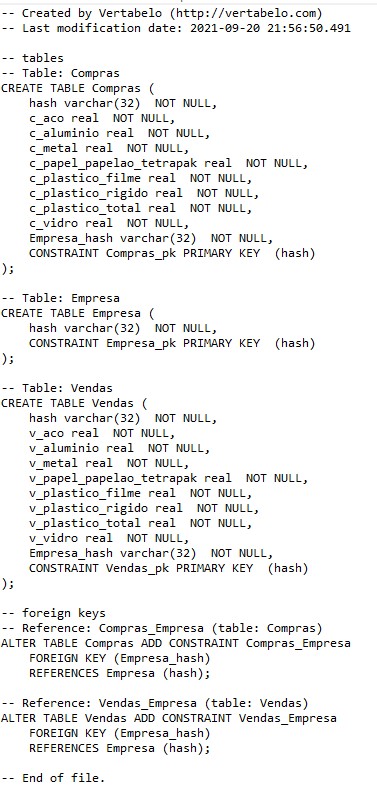 -- Created by Vertabelo (http://vertabelo.com)
-- Last modification date: 2021-09-20 21:56:50.491

-- tables
-- Table: Compras
CREATE TABLE Compras (
    hash varchar(32)  NOT NULL,
    c_aco real  NOT NULL,
    c_aluminio real  NOT NULL,
    c_metal real  NOT NULL,
    c_papel_papelao_tetrapak real  NOT NULL,
    c_plastico_filme real  NOT NULL,
    c_plastico_rigido real  NOT NULL,
    c_plastico_total real  NOT NULL,
    c_vidro real  NOT NULL,
    Empresa_hash varchar(32)  NOT NULL,
    CONSTRAINT Compras_pk PRIMARY KEY  (hash)
);

-- Table: Empresa
CREATE TABLE Empresa (
    hash varchar(32)  NOT NULL,
    CONSTRAINT Empresa_pk PRIMARY KEY  (hash)
);

-- Table: Vendas
CREATE TABLE Vendas (
    hash varchar(32)  NOT NULL,
    v_aco real  NOT NULL,
    v_aluminio real  NOT NULL,
    v_metal real  NOT NULL,
    v_papel_papelao_tetrapak real  NOT NULL,
    v_plastico_filme real  NOT NULL,
    v_plastico_rigido real  NOT NULL,
    v_plastico_total real  NOT NULL,
    v_vidro real  NOT NULL,
    Empresa_hash varchar(32)  NOT NULL,
    CONSTRAINT Vendas_pk PRIMARY KEY  (hash)
);

-- foreign keys
-- Reference: Compras_Empresa (table: Compras)
ALTER TABLE Compras ADD CONSTRAINT Compras_Empresa
    FOREIGN KEY (Empresa_hash)
    REFERENCES Empresa (hash);

-- Reference: Vendas_Empresa (table: Vendas)
ALTER TABLE Vendas ADD CONSTRAINT Vendas_Empresa
    FOREIGN KEY (Empresa_hash)
    REFERENCES Empresa (hash);

-- End of file.